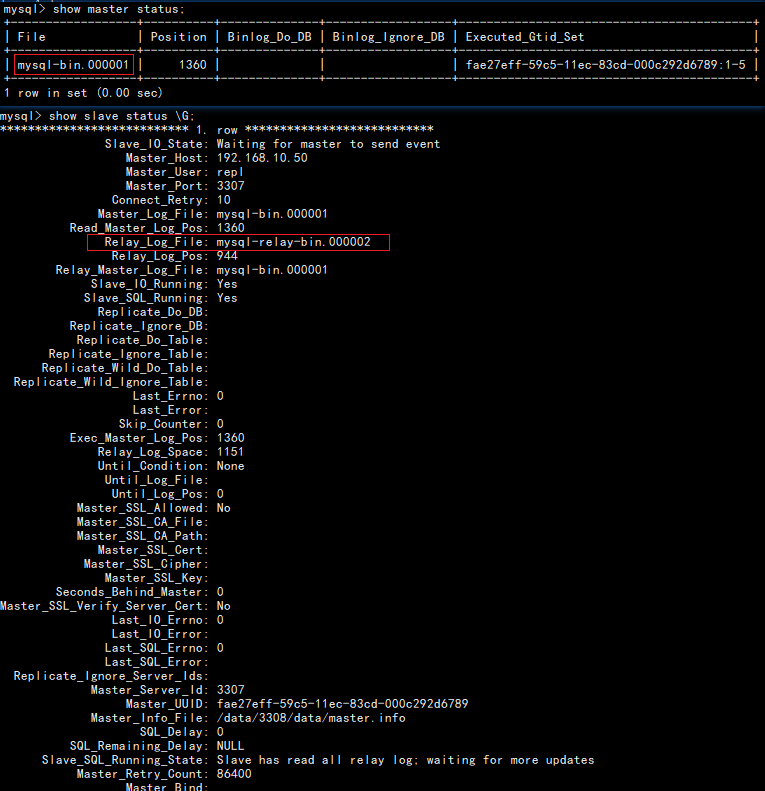 mysql> show master status;
+------------------+----------+--------------+------------------+------------------------------------------+
| File | Position | Binlog_Do_DB | Binlog_Ignore_DB | Executed_Gtid_Set |
+------------------+----------+--------------+------------------+------------------------------------------+
| mysql-bin.000001 | 1360 | | | fae27eff-59c5-11ec-83cd-000c292d6789:1-5 |
+------------------+----------+--------------+------------------+------------------------------------------+
1 row in set (0.00 sec)
mysql> show slave status \G;
*************************** 1. row ***************************
Slave_IO_State: Waiting for master to send event
Master_Host: 192.168.10.50
Master_User: repl
Master_Port: 3307
Connect_Retry: 10
Master_Log_File: mysql-bin.000001
Read_Master_Log_Pos: 1360
Relay_Log_File: mysql-relay-bin.000002
Relay_Log_Pos: 944
Relay_Master_Log_File: mysql-bin.000001
Slave_IO_Running: Yes
Slave_SQL_Running: Yes
Replicate_Do_DB:
Replicate_Ignore_DB:
Replicate_Do_Table:
Replicate_Ignore_Table:
Replicate_Wild_Do_Table:
Replicate_Wild_Ignore_Table:
Last_Errno: 0
Last_Error:
Skip_Counter: 0
Exec_Master_Log_Pos: 1360
Relay_Log_Space: 1151
Until_Condition: None
Until_Log_File:
Until_Log_Pos: 0
Master_SSL_Allowed: No
Master_SSL_CA_File:
Master_SSL_CA_Path:
Master_SSL_Cert:
Master_SSL_Cipher:
Master_SSL_Key:
Seconds_Behind_Master: 0
Master_SSL_Verify_Server_Cert: No
Last_IO_Errno: 0
Last_IO_Error:
Last_SQL_Errno: 0
Last_SQL_Error:
Replicate_Ignore_Server_Ids:
Master_Server_Id: 3307
Master_UUID: fae27eff-59c5-11ec-83cd-000c292d6789
Master_Info_File: /data/3308/data/master.info
SQL_Delay: 0
SQL_Remaining_Delay: NULL
Slave_SQL_Running_State: Slave has read all relay log; waiting for more updates
Master_Retry_Count: 86400
Master_Bind: